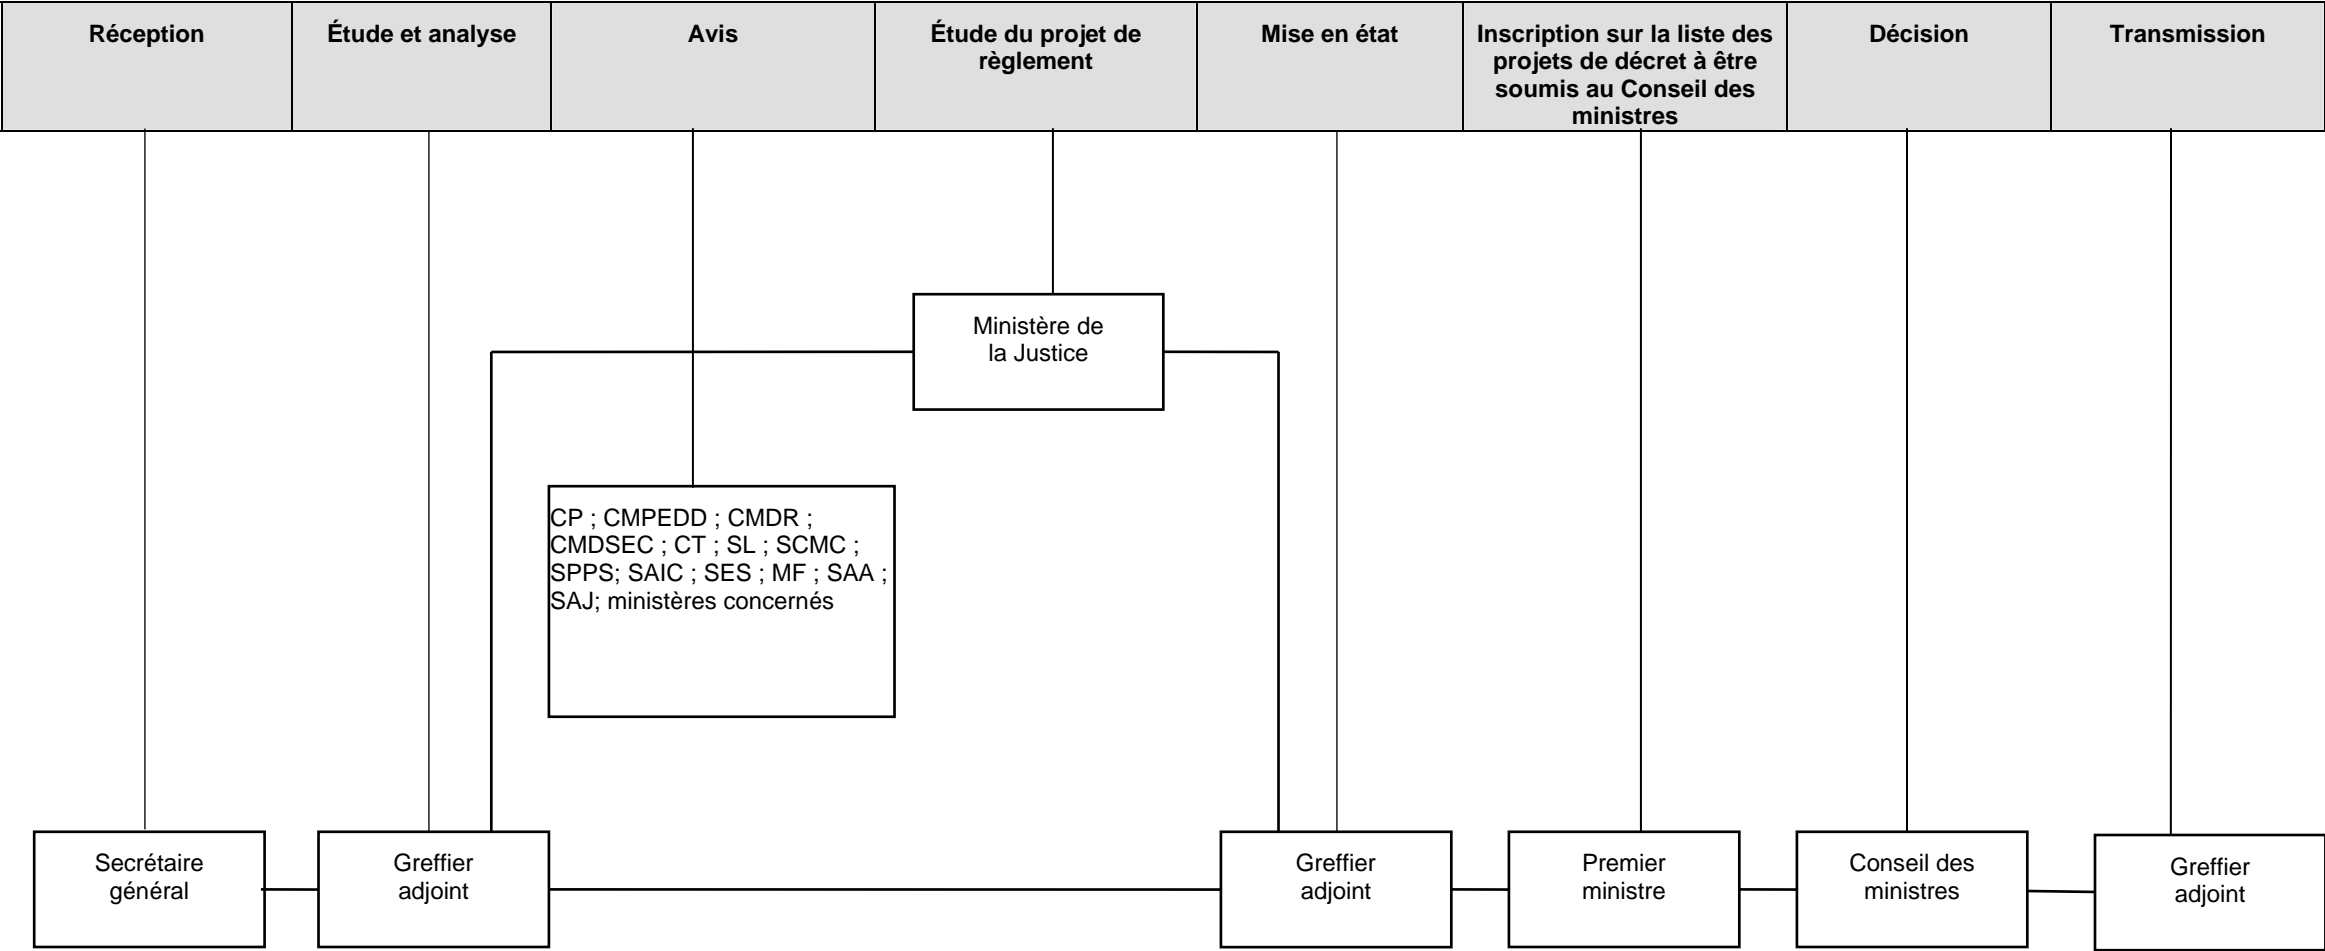 Réception
Étude et analyse
Avis
Étude du projet de
règlement
Mise en état
Inscription sur la liste des
projets de décret à être
soumis au Conseil des
ministres
Décision
Transmission
Ministère de
la Justice
CP ; CMPEDD ; CMDR ;
CMDSEC ; CT ; SL ; SCMC ;
SPPS; SAIC ; SES ; MF ; SAA ;
SAJ; ministères concernés
Secrétaire
général
Greffier
adjoint
Greffier
adjoint
Premier
ministre
Conseil des
ministres
Greffier
adjoint